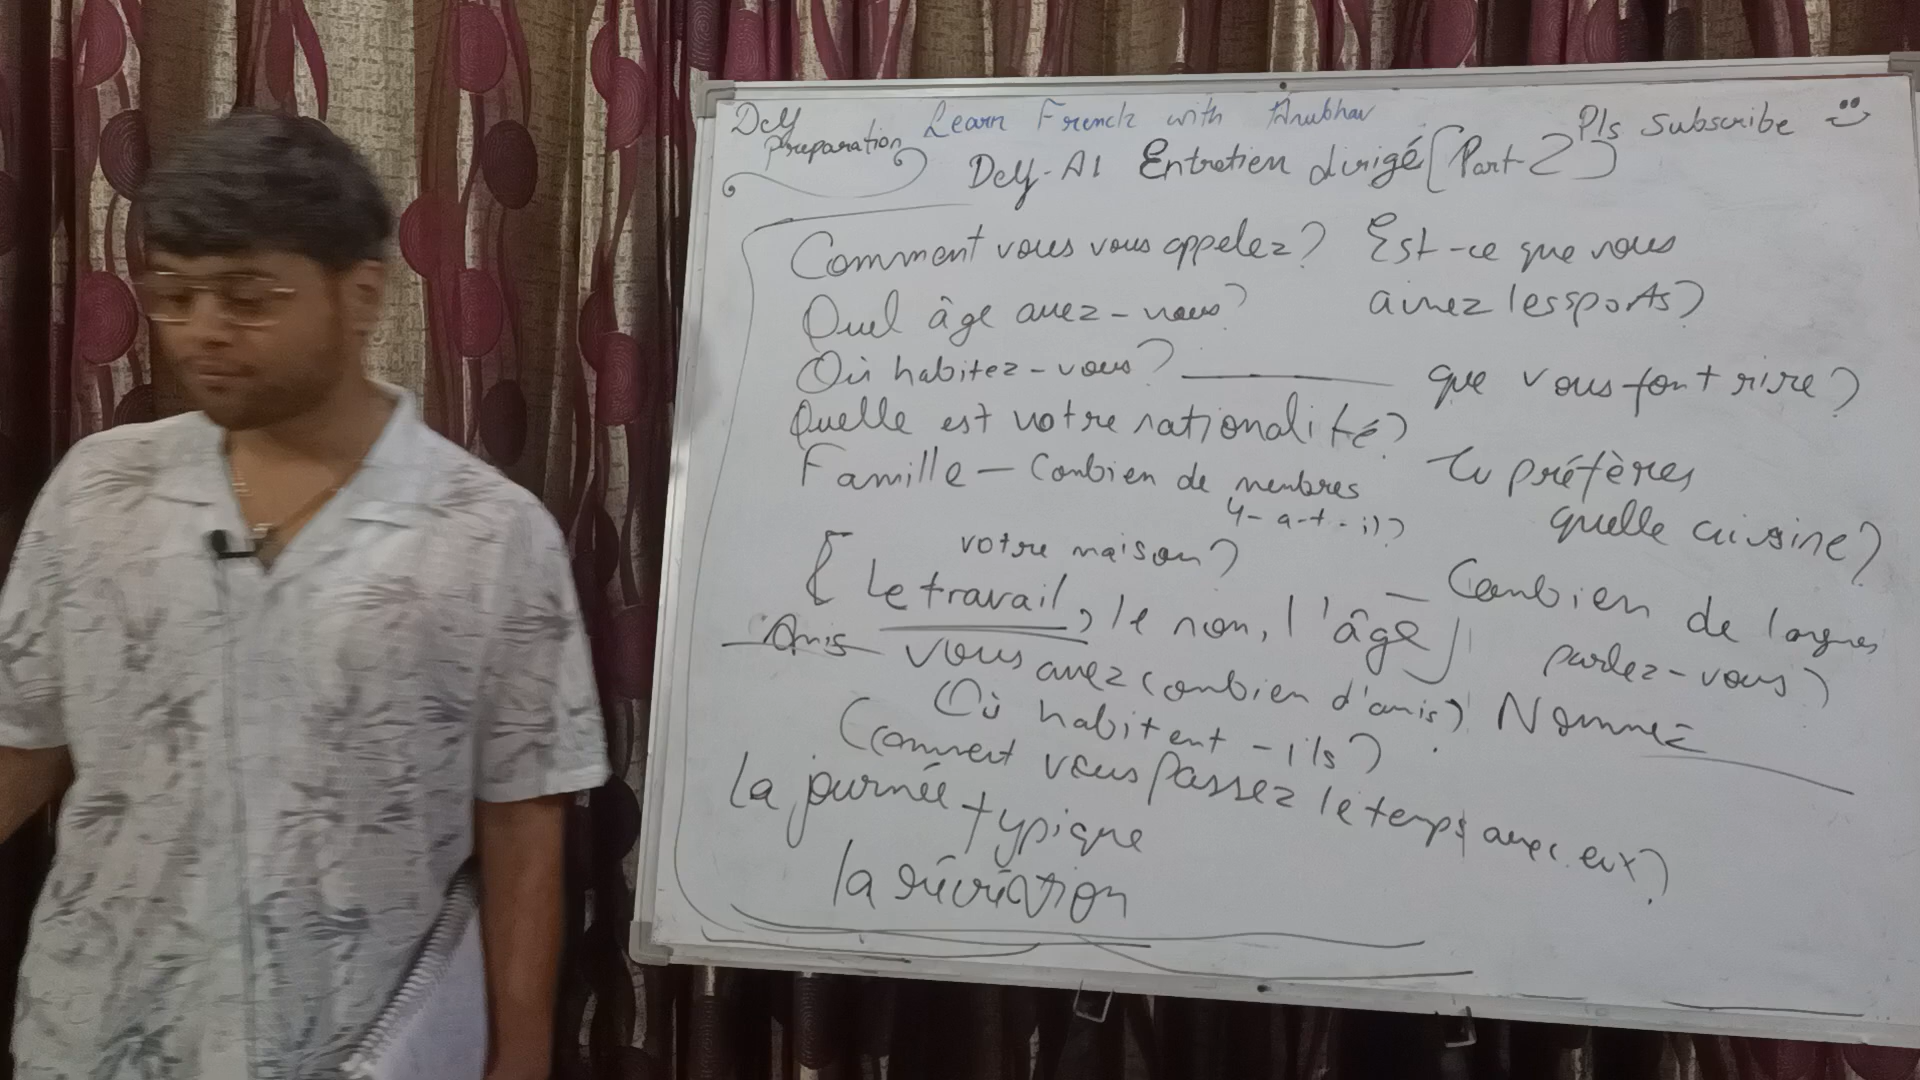 Delf
Preparation
Learn French with Anubhav
Pls Subscribe
Delf-A1 Entretien dirigé [Part-2]
Comment vous vous appelez?
Quel âge avez-vous?
Où habitez-vous?
Quelle est votre nationalité?
Famille - Combien de membres
y-a-t-il?
votre maison?
[Le travail, le nom, l'âge]
Amis
vous avez combien d'amis?
Où habitent-ils?
(comment vous passez le temps avec eux?
la journée typique
la récréation
Est-ce que vous
aimez les sports?
que vous font rire?
Tu préfères
quelle cuisine?
- Combien de langues
parlez-vous?
Nommez